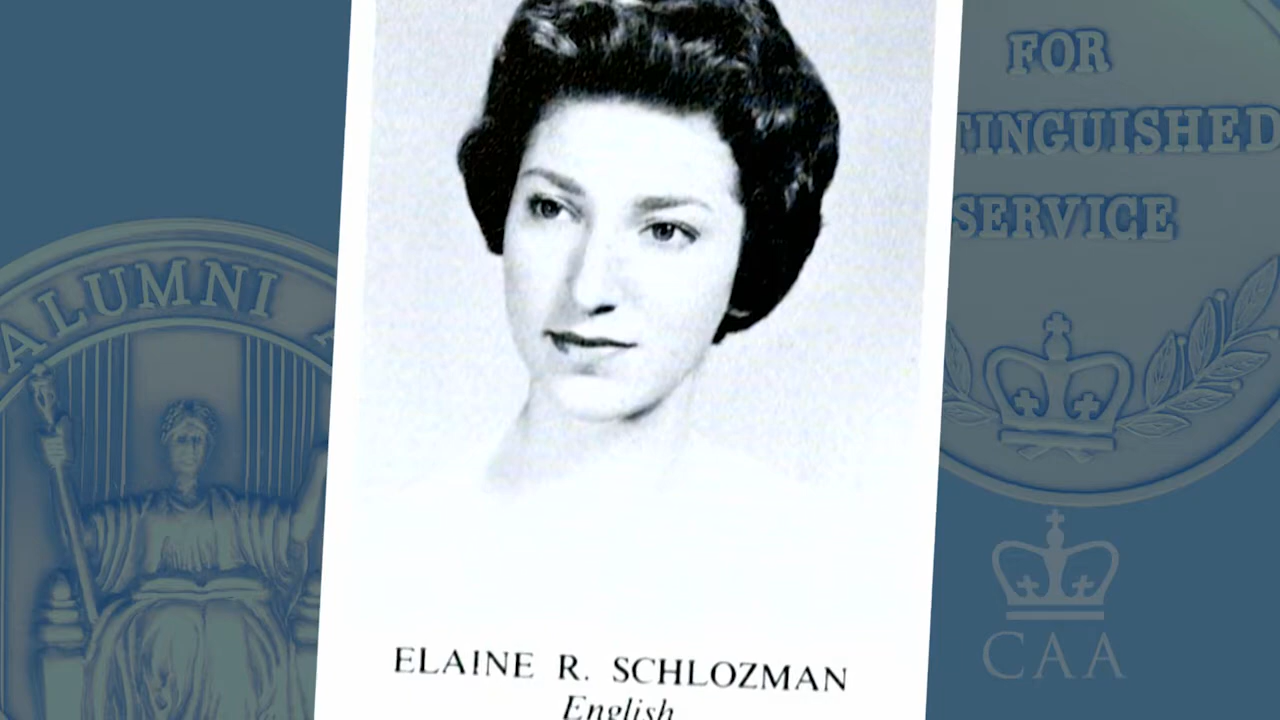 ALUMNI
FOR
TINGUISHED
SERVICE
CAA
ELAINE R. SCHLOZMAN
English